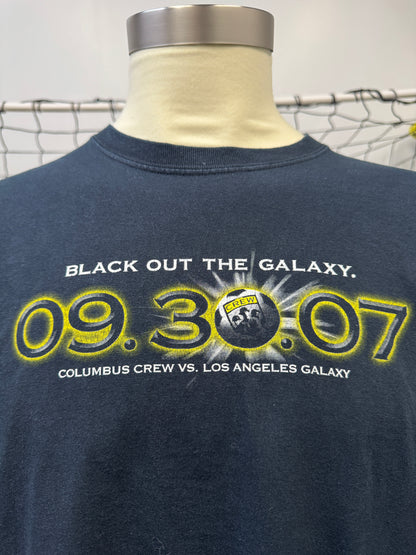 BLACK OUT THE GALAXY.
09.30.07
CREW
COLUMBUS CREW VS. LOS ANGELES GALAXY